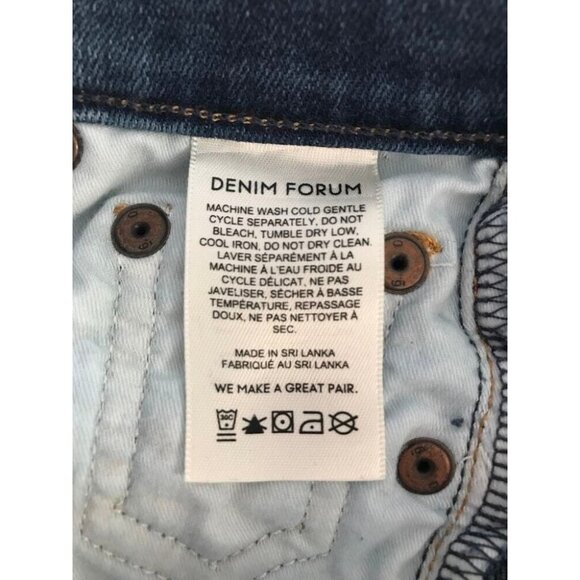 DENIM FORUM
MACHINE WASH COLD GENTLE
CYCLE SEPARATELY, DO NOT
BLEACH, TUMBLE DRY LOW,
COOL IRON, DO NOT DRY CLEAN.
LAVER SÉPARÉMENT À LA
MACHINE À L'EAU FROIDE AU
CYCLE DÉLICAT, NE PAS
JAVELISER, SÉCHER À BASSE
TEMPÉRATURE, REPASSAGE
DOUX, NE PAS NETTOYER À
SEC.
MADE IN SRI LANKA
FABRIQUÉ AU SRI LANKA
WE MAKE A GREAT PAIR.
30C